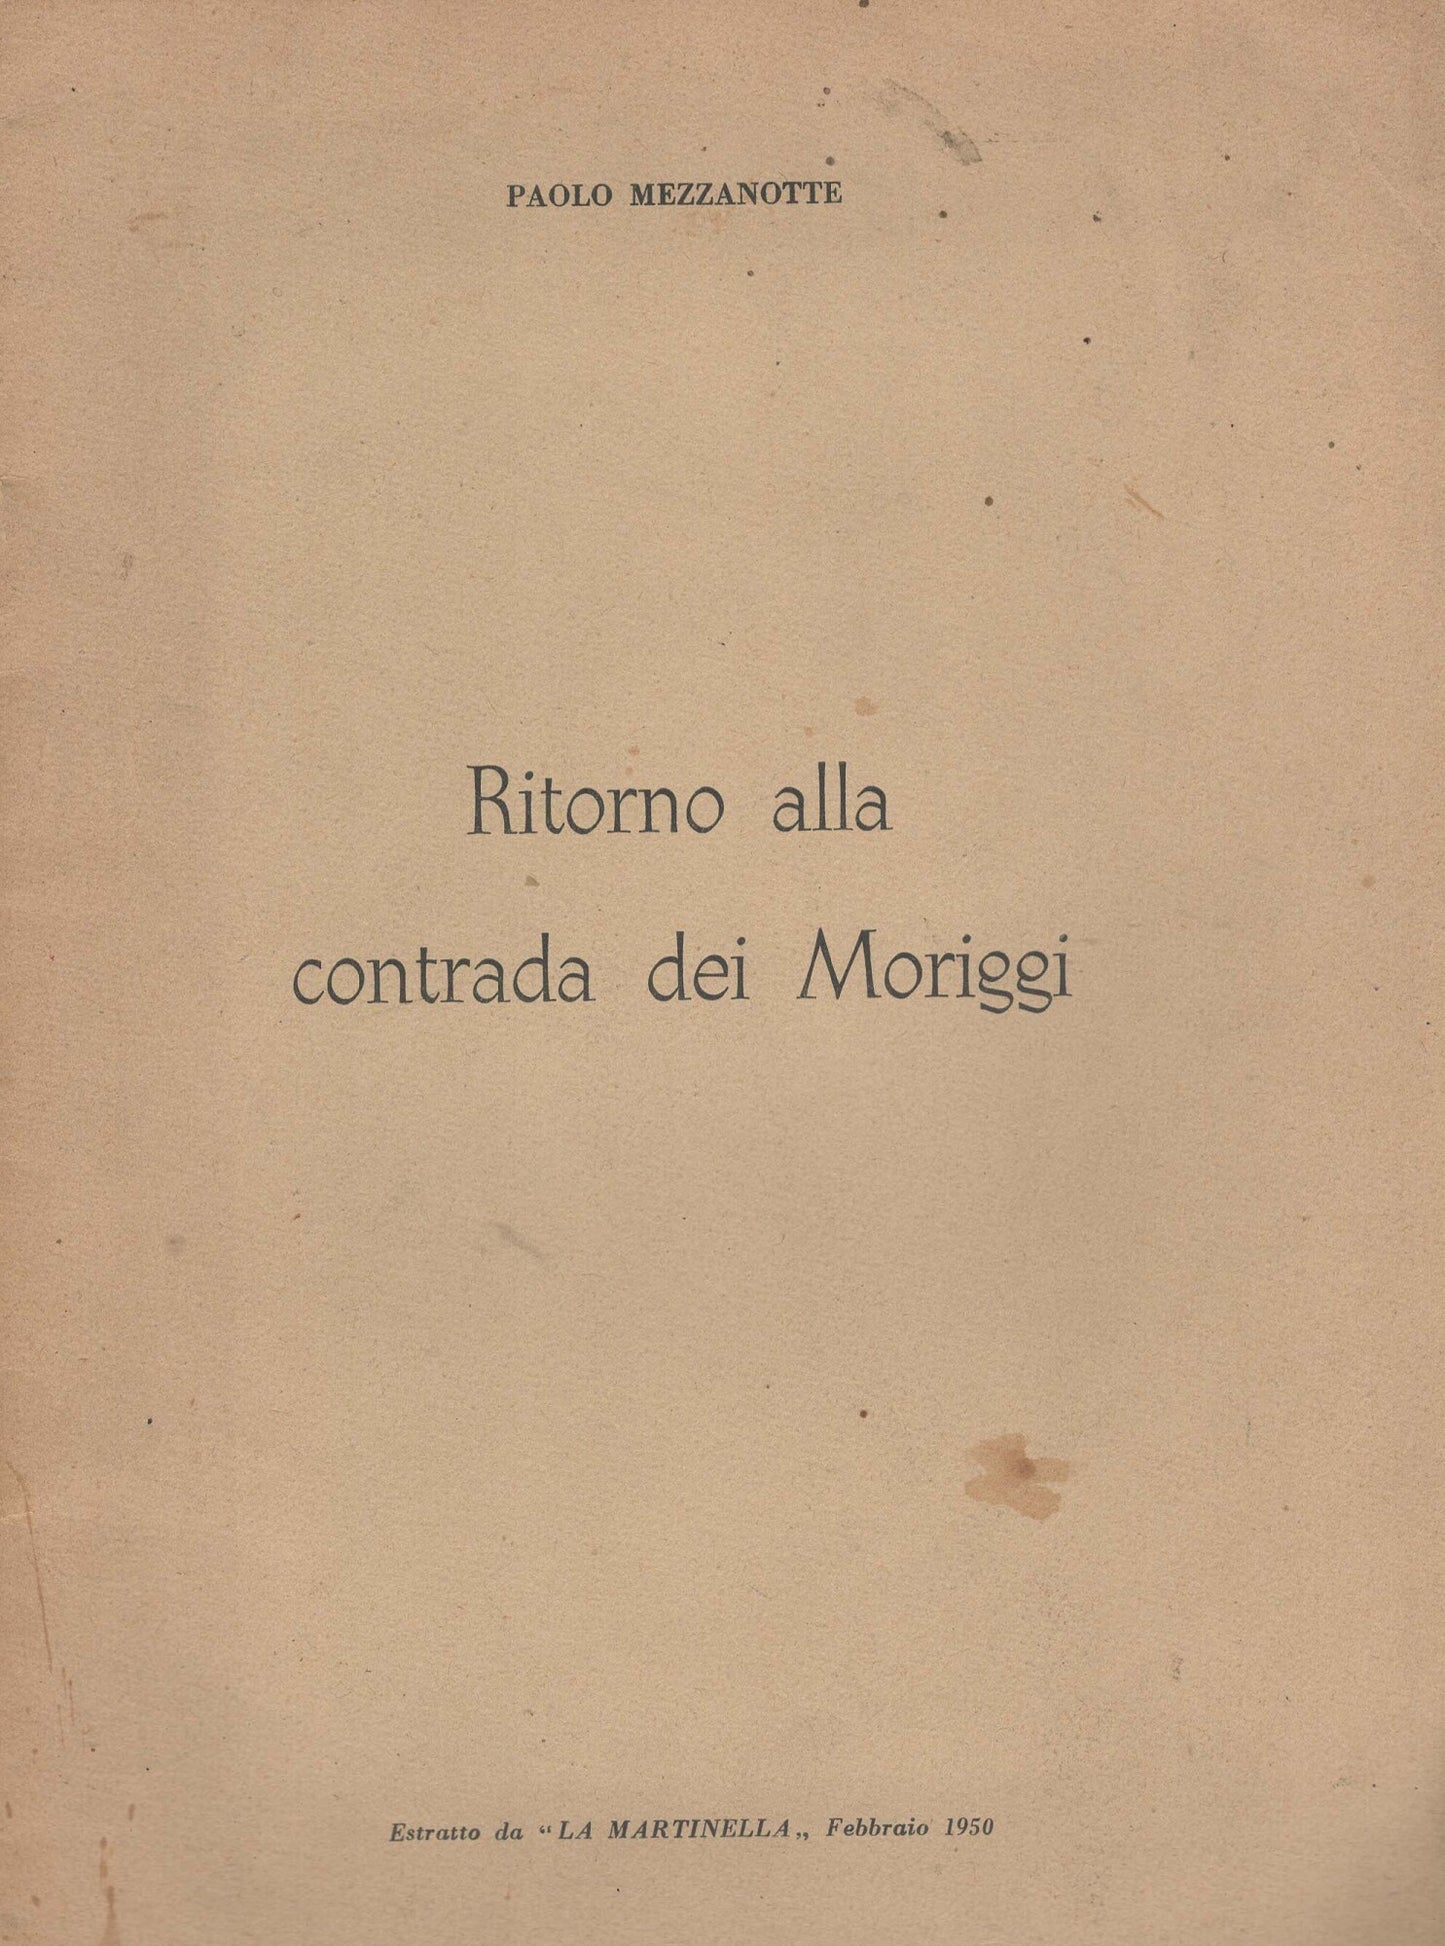 PAOLO MEZZANOTTE
Ritorno alla
contrada dei Moriggi
Estratto da “LA MARTINELLA„ Febbraio 1950